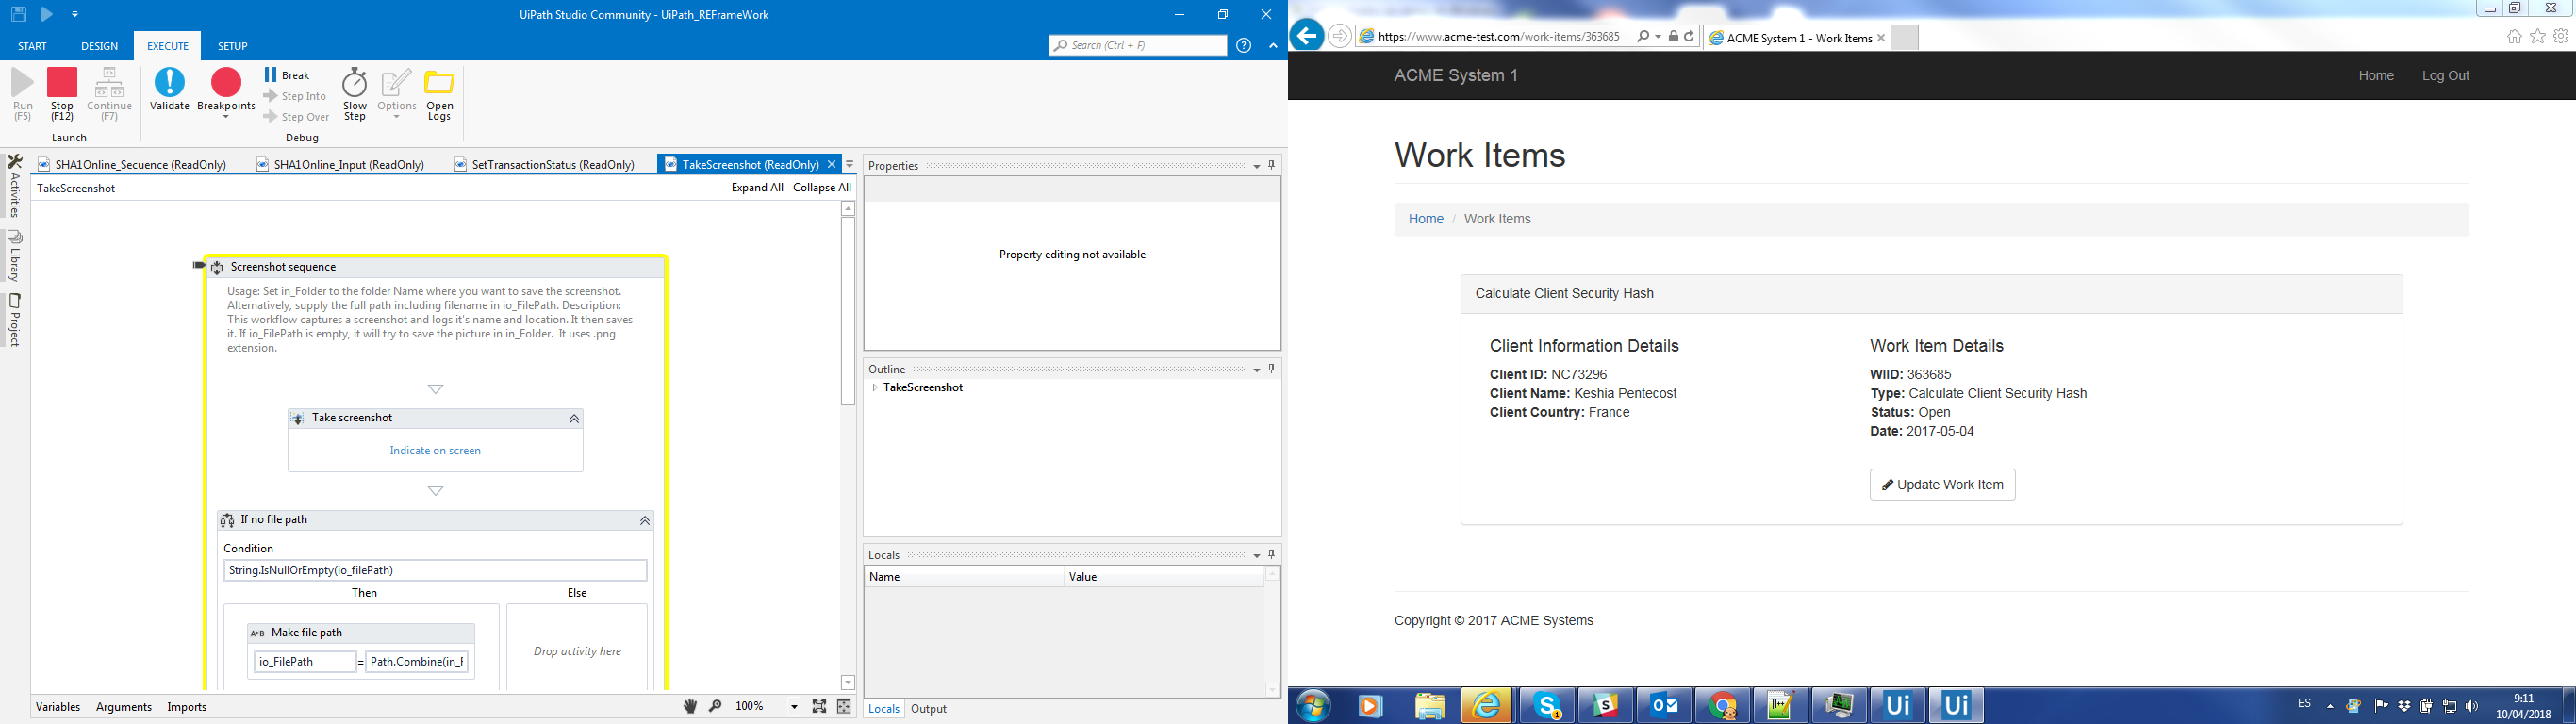 UiPath Studio Community - UiPath_REFrameWork
START DESIGN EXECUTE SETUP
Search (Ctrl + F)
Run (F5)
Stop (F12)
Continue (F7)
Launch
Validate
Breakpoints
Break
Step Into
Step Over
Slow Step
Options
Open Logs
Debug
SHA1Online_Secuence (ReadOnly) SHA1Online_Input (ReadOnly) SetTransactionStatus (ReadOnly) TakeScreenshot (ReadOnly)
TakeScreenshot Expand All Collapse All
Activities
Library
Project
Screenshot sequence
Usage: Set in_Folder to the folder Name where you want to save the screenshot.
Alternatively, supply the full path including filename in io_FilePath. Description:
This workflow captures a screenshot and logs it's name and location. It then saves
it. If io_FilePath is empty, it will try to save the picture in in_Folder. It uses .png
extension.
Take screenshot
Indicate on screen
If no file path
Condition
String.IsNullOrEmpty(io_filePath)
Then Else
A+B Make file path
io_FilePath = Path.Combine(in_F
Drop activity here
Variables Arguments Imports 100%
Properties
Property editing not available
Outline
TakeScreenshot
Locals
Name Value
Locals Output
https://www.acme-test.com/work-items/363685
ACME System 1 - Work Items
ACME System 1 Home Log Out
Work Items
Home / Work Items
Calculate Client Security Hash
Client Information Details
Client ID: NC73296
Client Name: Keshia Pentecost
Client Country: France
Work Item Details
WIID: 363685
Type: Calculate Client Security Hash
Status: Open
Date: 2017-05-04
Update Work Item
Copyright © 2017 ACME Systems
Ui Ui
ES
9:11
10/04/2018